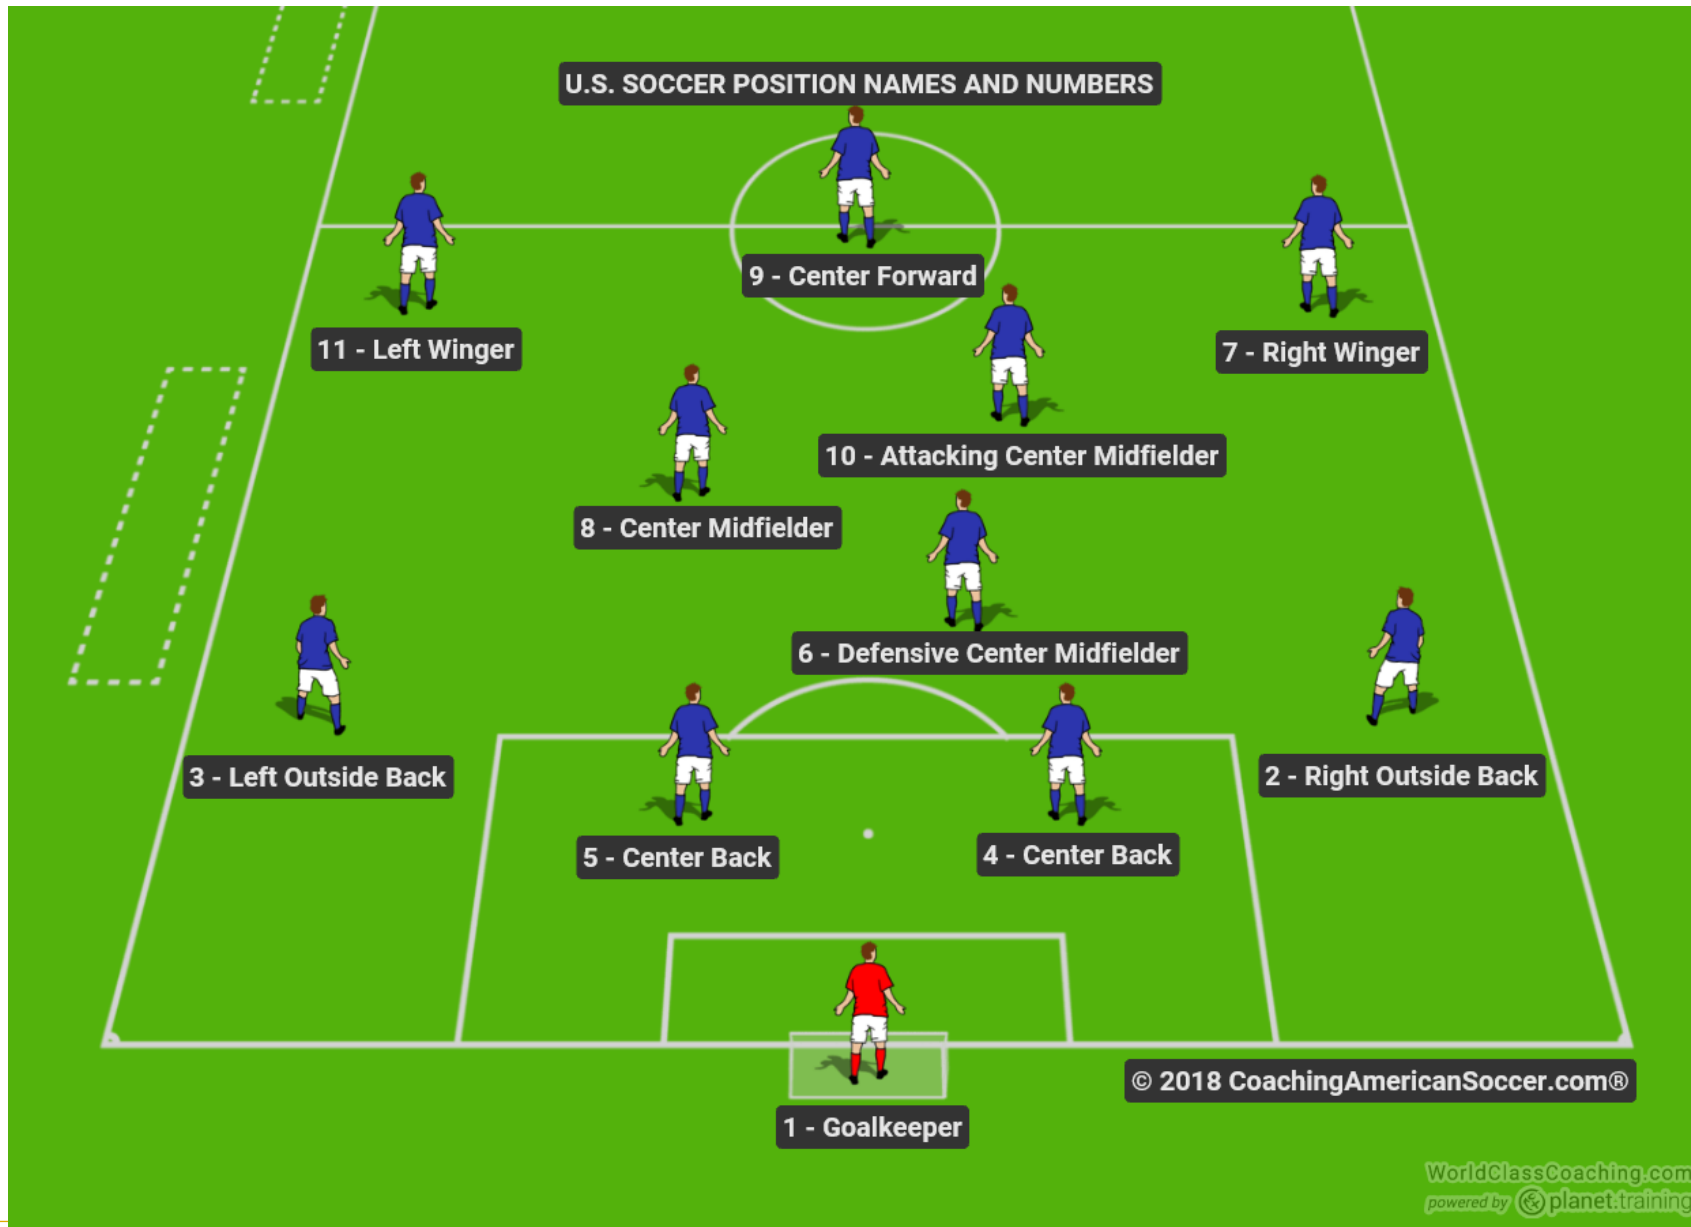 U.S. SOCCER POSITION NAMES AND NUMBERS
9 - Center Forward
11 - Left Winger
7 - Right Winger
10 - Attacking Center Midfielder
8 - Center Midfielder
6 - Defensive Center Midfielder
3 - Left Outside Back
2 - Right Outside Back
5 - Center Back
4 - Center Back
© 2018 CoachingAmericanSoccer.com®
1 - Goalkeeper
WorldClassCoaching.com
powered by planet.training